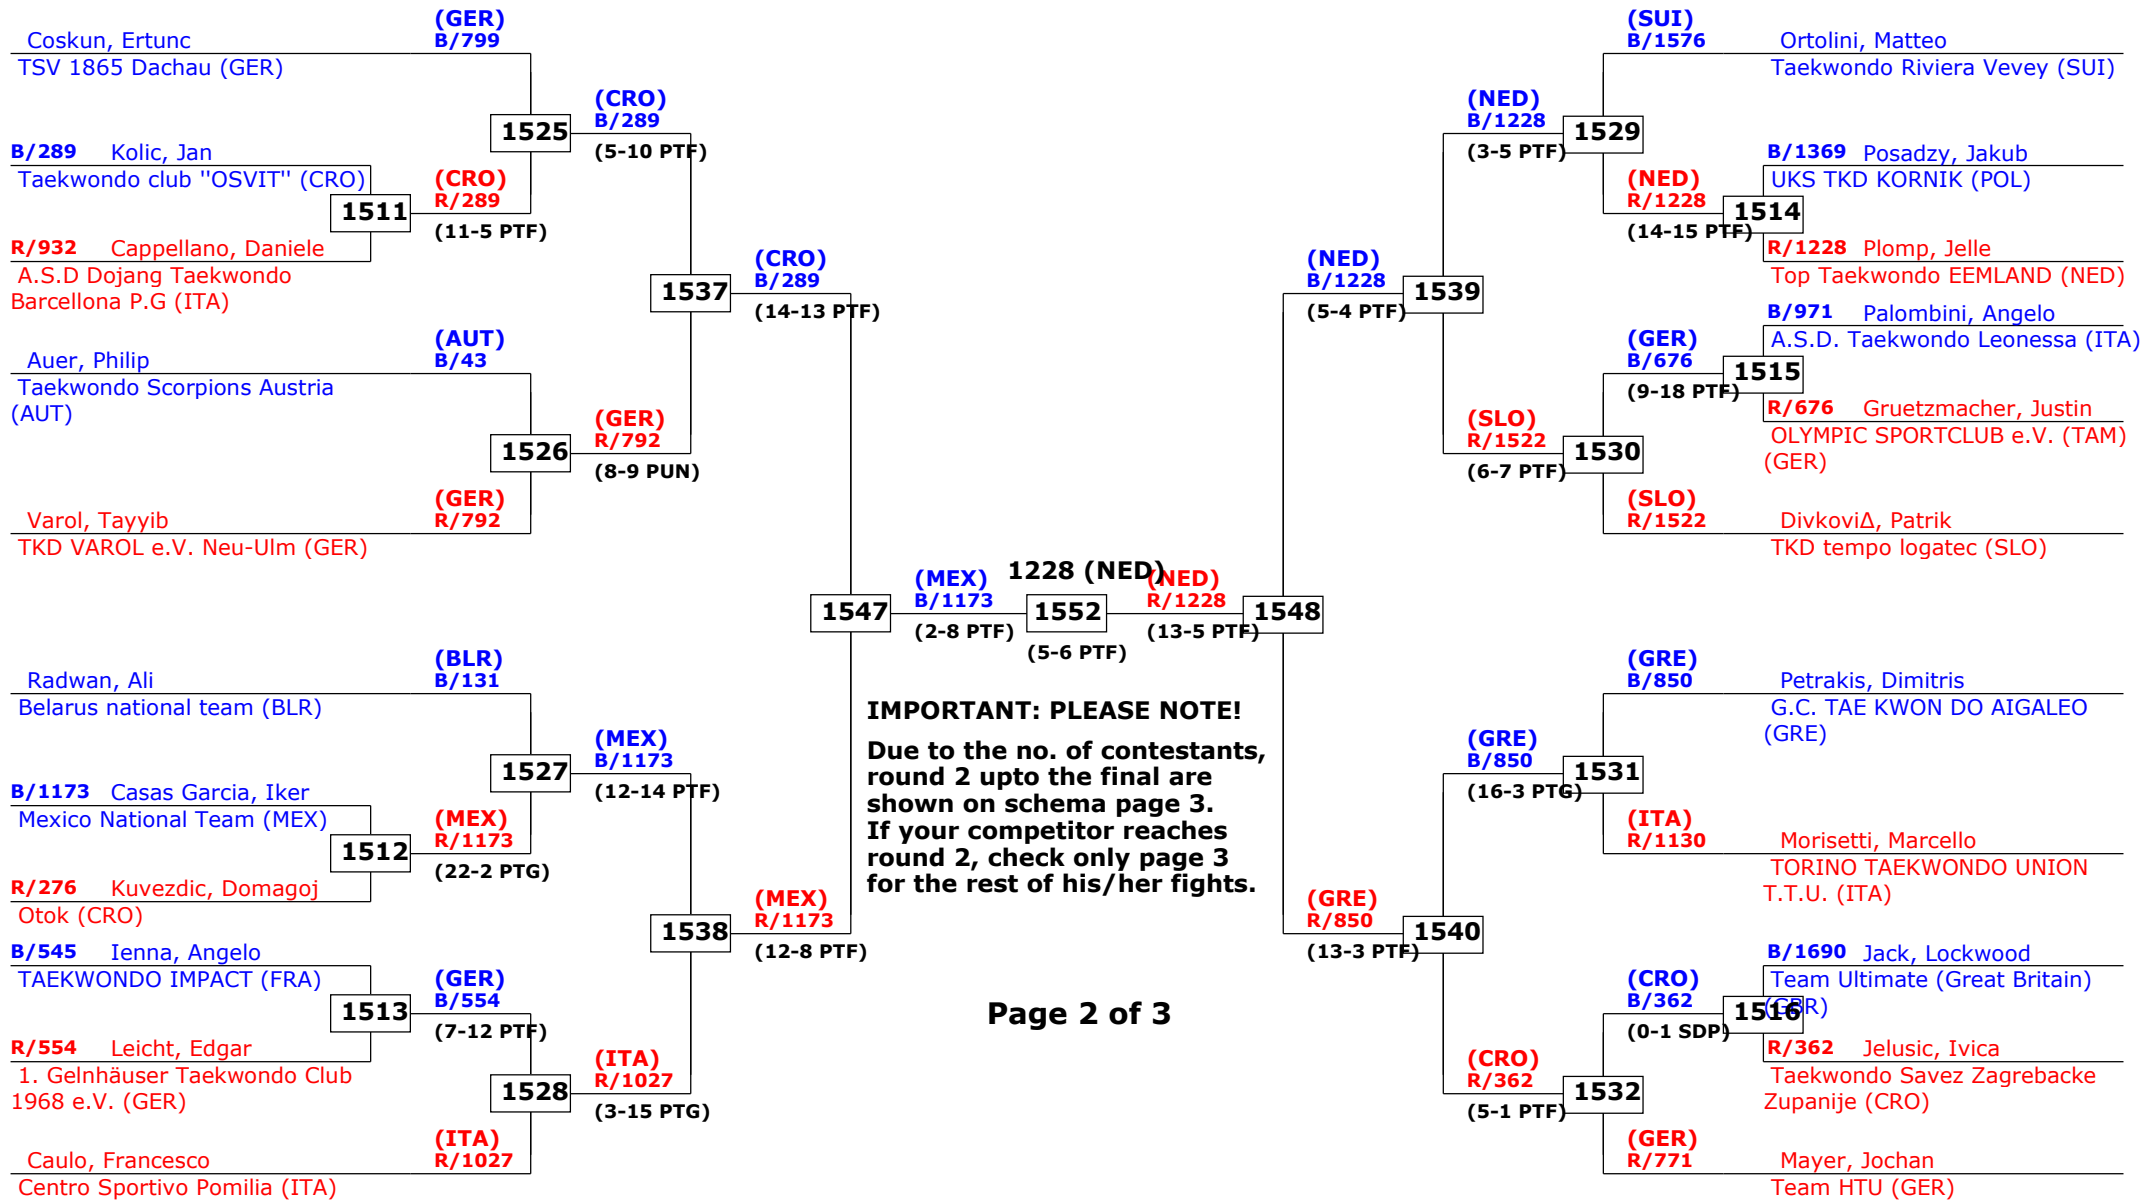 (GER)
Coskun, Ertunc
B/799
TSV 1865 Dachau (GER)
1525
(CRO)
B/289
(5-10 PTF)
B/289 Kolic, Jan
Taekwondo club "OSVIT" (CRO)
1511
(CRO)
R/289
(11-5 PTF)
R/932 Cappellano, Daniele
A.S.D Dojang Taekwondo
Barcellona P.G (ITA)
1537
(CRO)
B/289
(14-13 PTF)
(AUT)
Auer, Philip
B/43
Taekwondo Scorpions Austria
(AUT)
1526
(GER)
R/792
(8-9 PUN)
(GER)
Varol, Tayyib
R/792
TKD VAROL e.V. Neu-Ulm (GER)
1547
(MEX)
B/1173
(2-8 PTF)
(BLR)
Radwan, Ali
B/131
Belarus national team (BLR)
1527
(MEX)
B/1173
(12-14 PTF)
B/1173 Casas Garcia, Iker
Mexico National Team (MEX)
1512
(MEX)
R/1173
(22-2 PTG)
R/276 Kuvezdic, Domagoj
Otok (CRO)
1538
(MEX)
R/1173
(12-8 PTF)
B/545 Ienna, Angelo
TAEKWONDO IMPACT (FRA)
1513
(GER)
B/554
(7-12 PTF)
R/554 Leicht, Edgar
1. Gelnhäuser Taekwondo Club
1968 e.V. (GER)
1528
(ITA)
R/1027
(3-15 PTG)
(ITA)
Caulo, Francesco
R/1027
Centro Sportivo Pomilia (ITA)
1228 (NED)
1552
(5-6 PTF)
IMPORTANT: PLEASE NOTE!
Due to the no. of contestants,
round 2 upto the final are
shown on schema page 3.
If your competitor reaches
round 2, check only page 3
for the rest of his/her fights.
Page 2 of 3
(NED)
R/1228
(13-5 PTF)
1548
(SUI)
B/1576
Ortolini, Matteo
Taekwondo Riviera Vevey (SUI)
(NED)
B/1228
(3-5 PTF)
1529
B/1369 Posadzy, Jakub
UKS TKD KORNIK (POL)
(NED)
R/1228
(14-15 PTF)
1514
R/1228 Plomp, Jelle
Top Taekwondo EEMLAND (NED)
(NED)
B/1228
(5-4 PTF)
1539
B/971 Palombini, Angelo
A.S.D. Taekwondo Leonessa (ITA)
(GER)
B/676
(9-18 PTF)
1515
R/676 Gruetzmacher, Justin
OLYMPIC SPORTCLUB e.V. (TAM)
(GER)
(SLO)
R/1522
(6-7 PTF)
1530
(SLO)
R/1522
Divkovi∆, Patrik
TKD tempo logatec (SLO)
(GRE)
B/850
Petrakis, Dimitris
G.C. TAE KWON DO AIGALEO
(GRE)
(GRE)
B/850
(16-3 PTG)
1531
(ITA)
R/1130
Morisetti, Marcello
TORINO TAEKWONDO UNION
T.T.U. (ITA)
(GRE)
R/850
(13-3 PTF)
1540
B/1690 Jack, Lockwood
Team Ultimate (Great Britain)
(GBR)
(CRO)
B/362
(0-1 SDP)
1516
R/362 Jelusic, Ivica
Taekwondo Savez Zagrebacke
Zupanije (CRO)
(CRO)
R/362
(5-1 PTF)
1532
(GER)
R/771
Mayer, Jochan
Team HTU (GER)